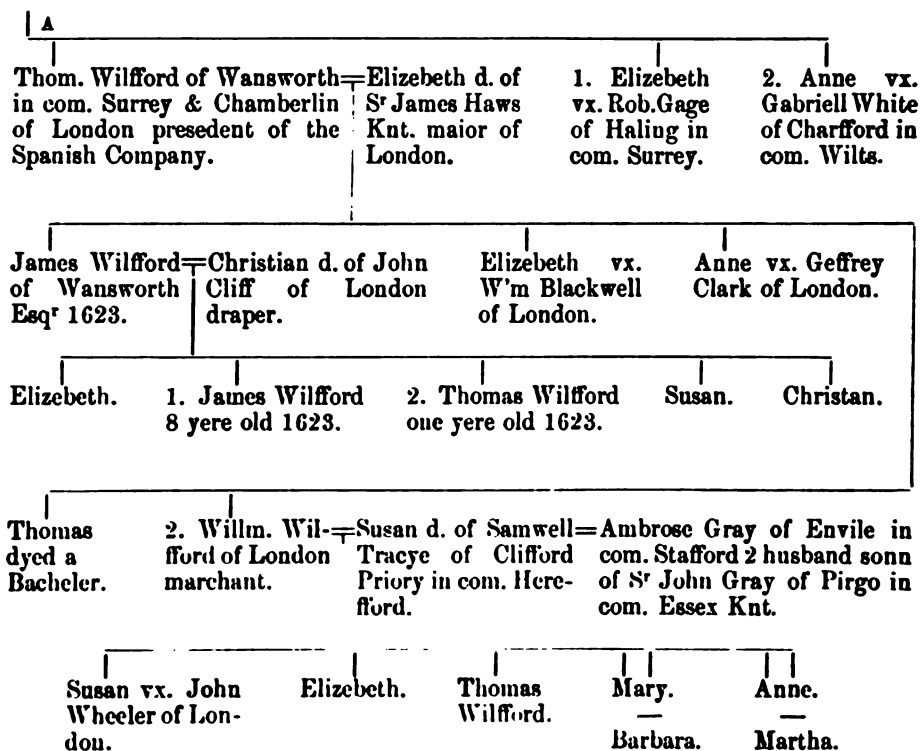 A
Thom. Wilfford of Wansworth
in com. Surrey & Chamberlin
of London presedent of the
Spanish Company.
Elizebeth d. of
Sr James Haws
Knt. maior of
London.
1. Elizebeth
vx. Rob. Gage
of Haling in
com. Surrey.
2. Anne vx.
Gabriell White
of Charfford in
com. Wilts.
James Wilfford
of Wansworth
Esqr 1623.
Christian d. of John
Cliff of London
draper.
Elizebeth vx.
W'm Blackwell
of London.
Anne vx. Geffrey
Clark of London.
Elizebeth.
1. James Wilfford
8 yere old 1623.
2. Thomas Wilfford
one yere old 1623.
Susan.
Christan.
Thomas
dyed a
Bacheler.
2. Willm. Wil-
fford of London
marchant.
Susan d. of Samwell
Tracye of Clifford
Priory in com. Here-
fford.
Ambrose Gray of Envile in
com. Stafford 2 husband sonn
of Sr John Gray of Pirgo in
com. Essex Knt.
Susan vx. John
Wheeler of Lon-
don.
Elizebeth.
Thomas
Wilfford.
Mary.
—
Barbara.
Anne.
—
Martha.